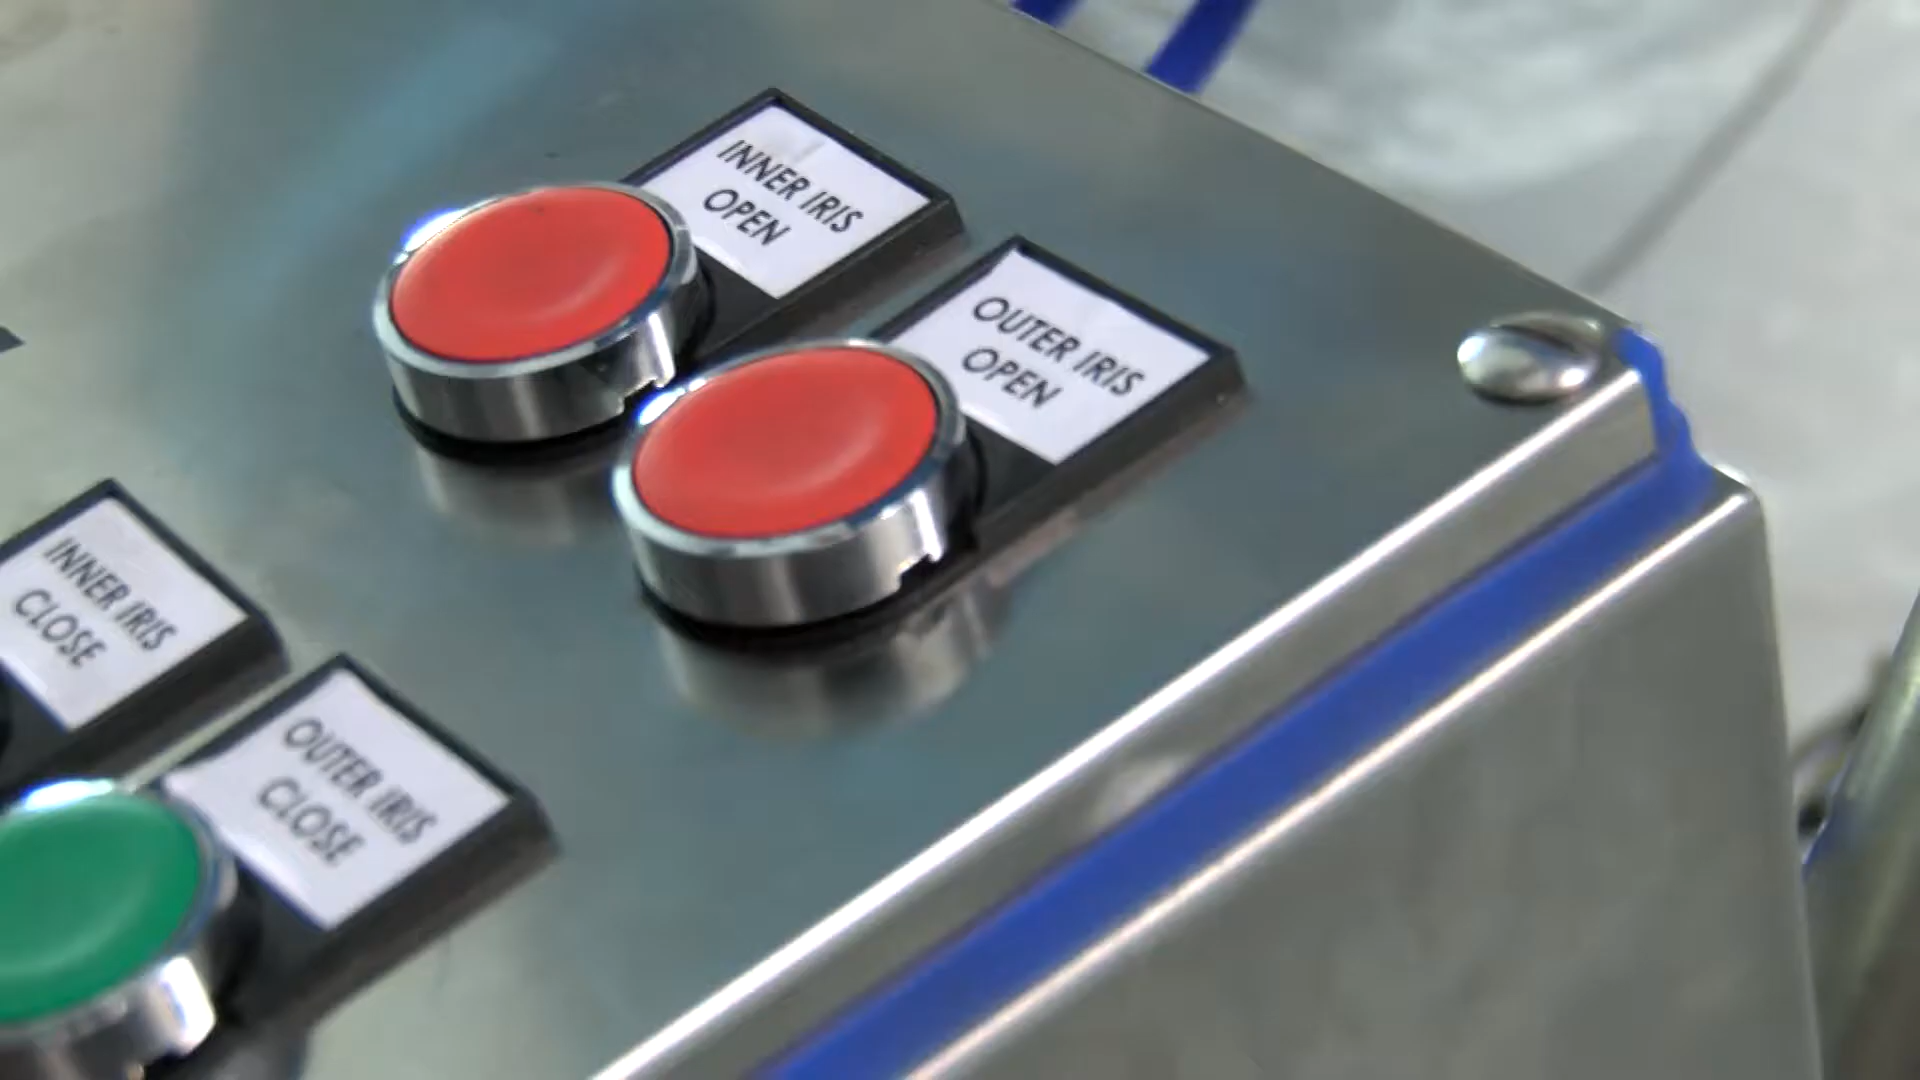 INNER IRIS
OPEN
OUTER IRIS
OPEN
INNER IRIS
CLOSE
OUTER IRIS
CLOSE